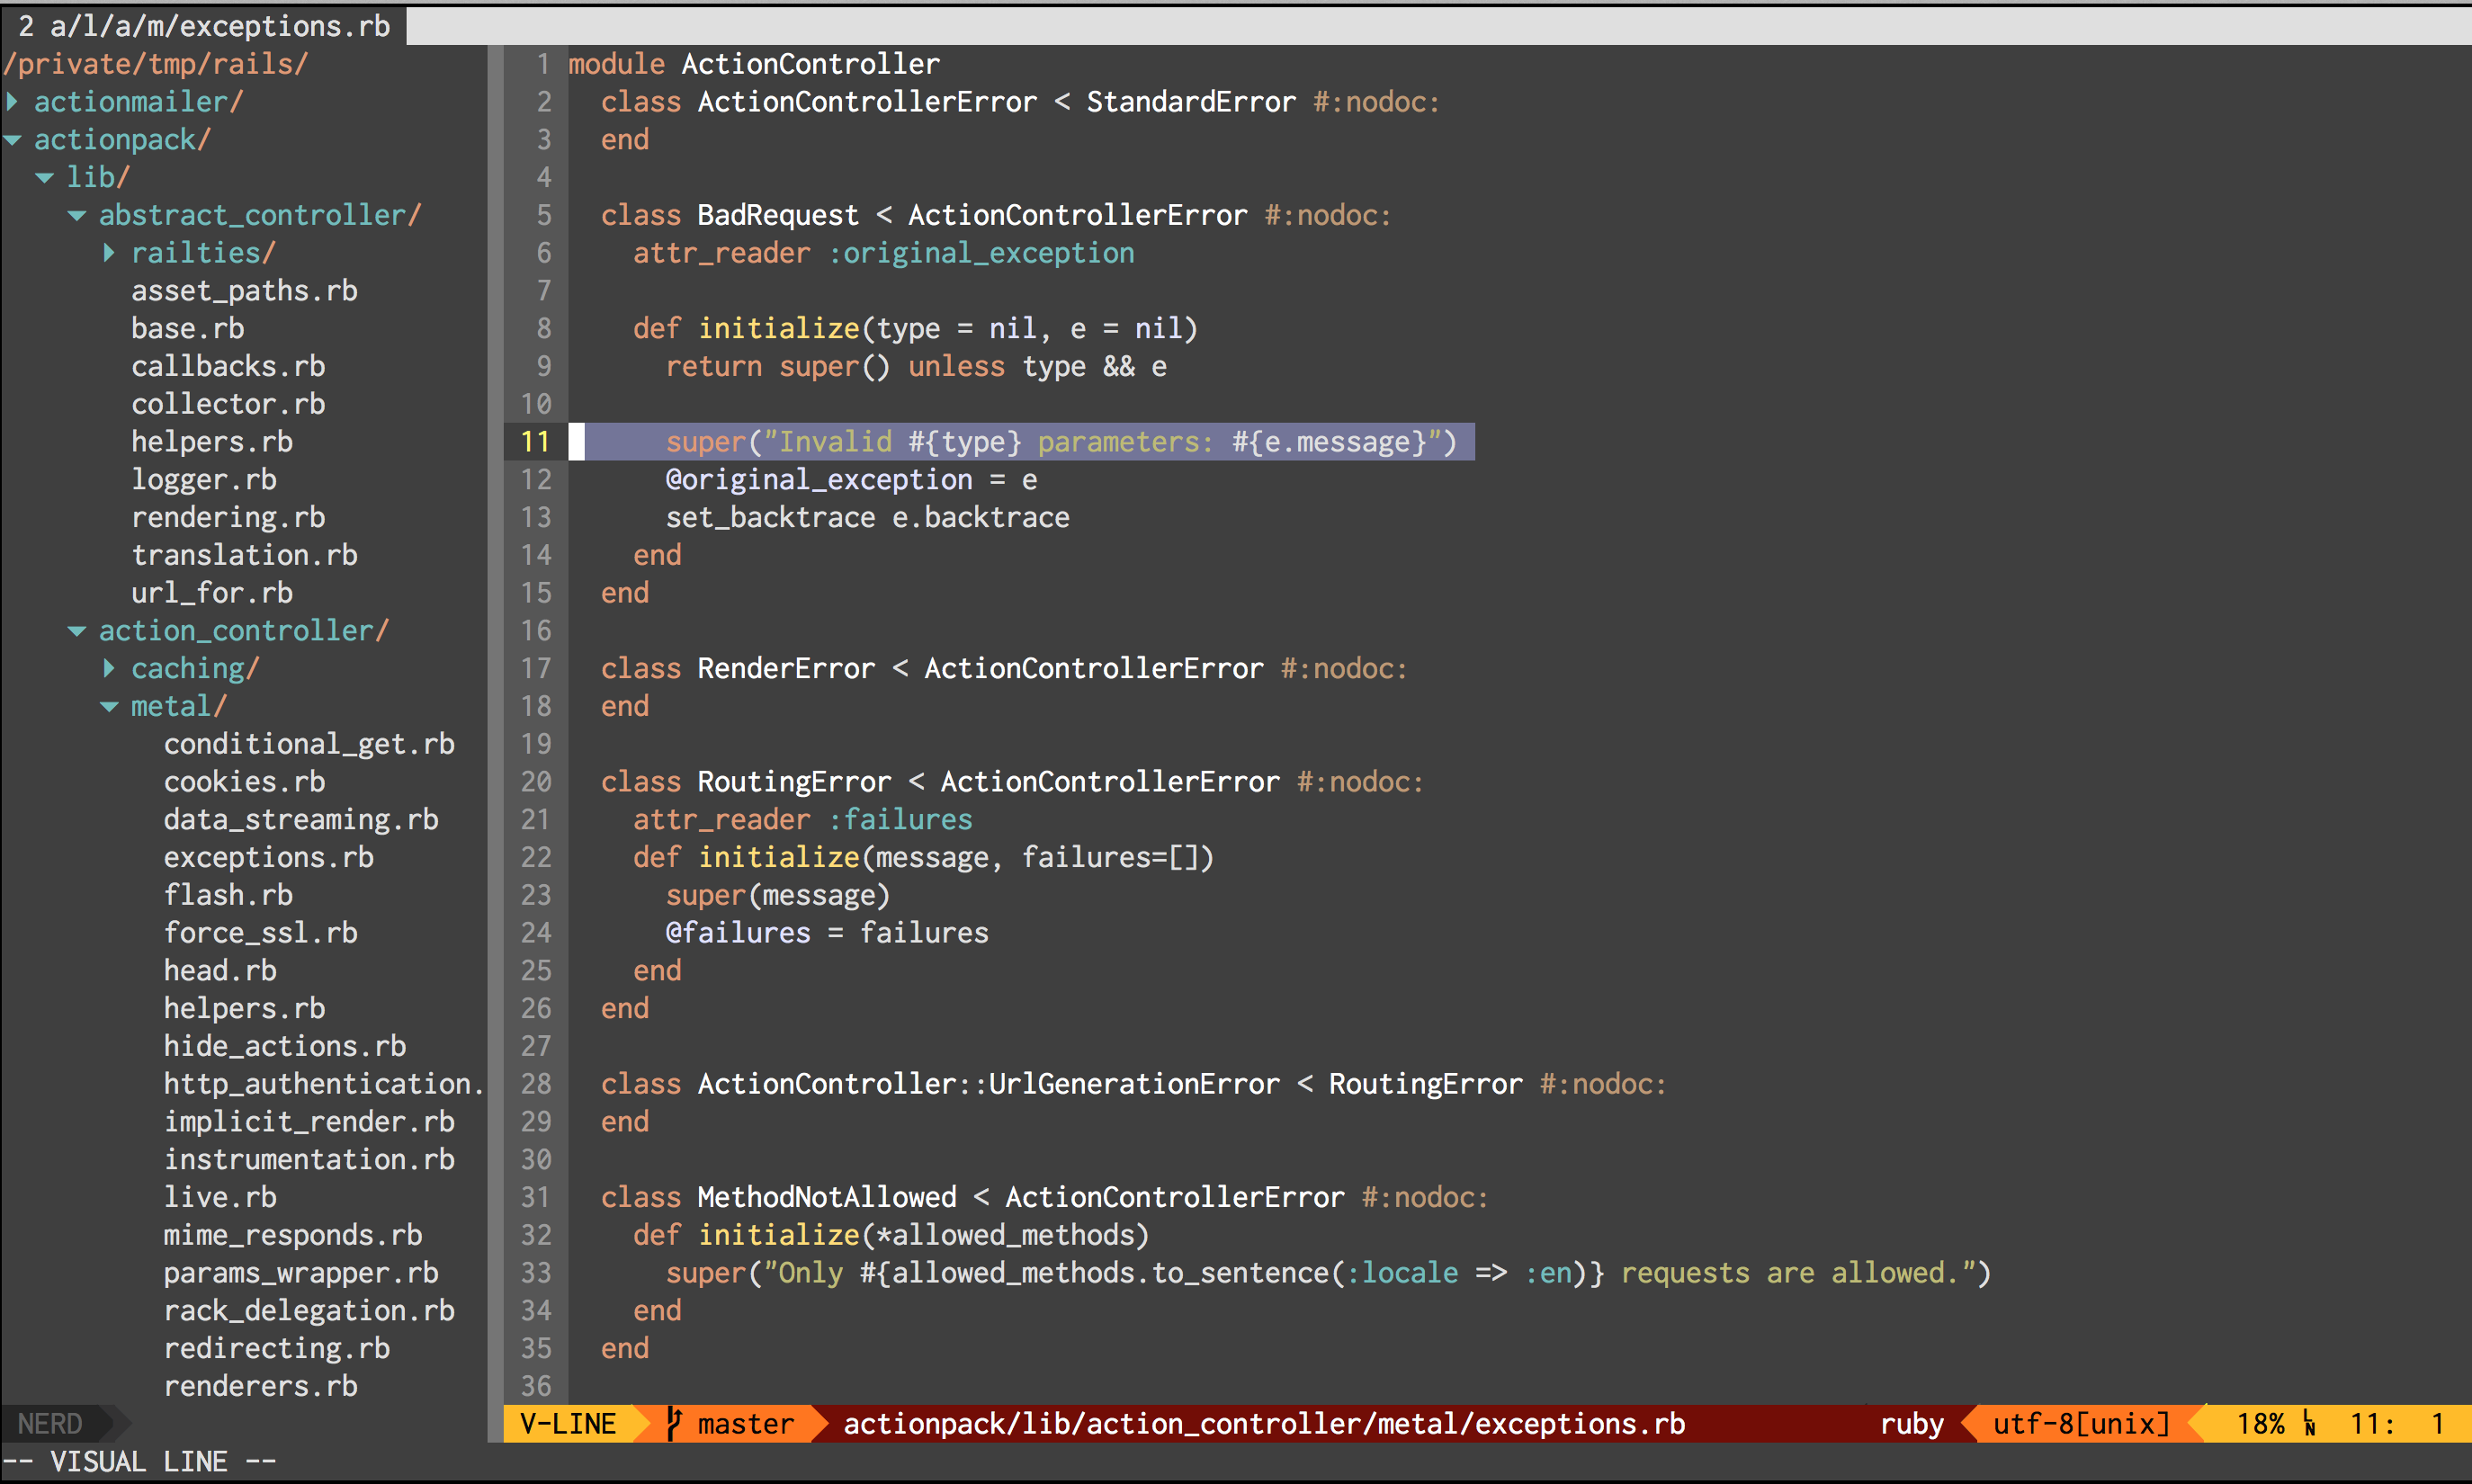 2 a/l/a/m/exceptions.rb
/private/tmp/rails/
actionmailer/
actionpack/
lib/
abstract_controller/
railties/
asset_paths.rb
base.rb
callbacks.rb
collector.rb
helpers.rb
logger.rb
rendering.rb
translation.rb
url_for.rb
action_controller/
caching/
metal/
conditional_get.rb
cookies.rb
data_streaming.rb
exceptions.rb
flash.rb
force_ssl.rb
head.rb
helpers.rb
hide_actions.rb
http_authentication.
implicit_render.rb
instrumentation.rb
live.rb
mime_responds.rb
params_wrapper.rb
rack_delegation.rb
redirecting.rb
renderers.rb
NERD
1 module ActionController
2   class ActionControllerError < StandardError #:nodoc:
3   end
4
5   class BadRequest < ActionControllerError #:nodoc:
6     attr_reader :original_exception
7
8     def initialize(type = nil, e = nil)
9       return super() unless type && e
10
11       super("Invalid #{type} parameters: #{e.message}")
12       @original_exception = e
13       set_backtrace e.backtrace
14     end
15   end
16
17   class RenderError < ActionControllerError #:nodoc:
18   end
19
20   class RoutingError < ActionControllerError #:nodoc:
21     attr_reader :failures
22     def initialize(message, failures=[])
23       super(message)
24       @failures = failures
25     end
26   end
27
28   class ActionController::UrlGenerationError < RoutingError #:nodoc:
29   end
30
31   class MethodNotAllowed < ActionControllerError #:nodoc:
32     def initialize(*allowed_methods)
33       super("Only #{allowed_methods.to_sentence(:locale => :en)} requests are allowed.")
34     end
35   end
36
V-LINE master actionpack/lib/action_controller/metal/exceptions.rb ruby utf-8[unix] 18% LN 11: 1
-- VISUAL LINE --